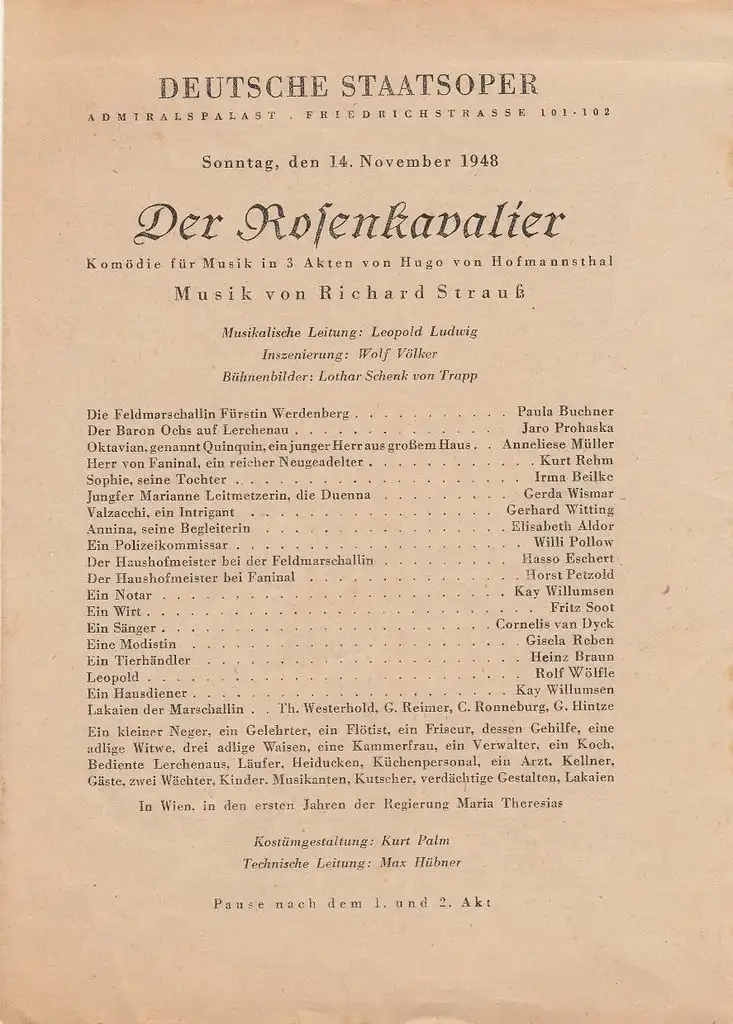 DEUTSCHE STAATSOPER
ADMIRALSPALAST . FRIEDRICHSTRASSE 101-102
Sonntag, den 14. November 1948
Der Rosenkavalier
Komödie für Musik in 3 Akten von Hugo von Hofmannsthal
Musik von Richard Strauß
Musikalische Leitung: Leopold Ludwig
Inszenierung: Wolf Völker
Bühnenbilder: Lothar Schenk von Trapp
Die Feldmarschallin Fürstin Werdenberg . . . . . . . . . . Paula Buchner
Der Baron Ochs auf Lerchenau . . . . . . . . . . . . . . Jaro Prohaska
Oktavian, genannt Quinquin, ein junger Herr aus großem Haus . . Anneliese Müller
Herr von Faninal, ein reicher Neugeadelter . . . . . . . . . . Kurt Rehm
Sophie, seine Tochter . . . . . . . . . . . . . . . . . . Irma Beilke
Jungfer Marianne Leitmetzerin, die Duenna . . . . . . . . . Gerda Wismar
Valzacchi, ein Intrigant . . . . . . . . . . . . . . . . Gerhard Witting
Annina, seine Begleiterin . . . . . . . . . . . . . . . . Elisabeth Aldor
Ein Polizeikommissar . . . . . . . . . . . . . . . . . . Willi Pollow
Der Haushofmeister bei der Feldmarschallin . . . . . . . . . Hasso Eschert
Der Haushofmeister bei Faninal . . . . . . . . . . . . . Horst Petzold
Ein Notar . . . . . . . . . . . . . . . . . . . . . . Kay Willumsen
Ein Wirt . . . . . . . . . . . . . . . . . . . . . . . . Fritz Soot
Ein Sänger . . . . . . . . . . . . . . . . . . . . Cornelis van Dyck
Eine Modistin . . . . . . . . . . . . . . . . . . . . Gisela Reben
Ein Tierhändler . . . . . . . . . . . . . . . . . . . . Heinz Braun
Leopold . . . . . . . . . . . . . . . . . . . . . . . Rolf Wölfle
Ein Hausdiener . . . . . . . . . . . . . . . . . . . . Kay Willumsen
Lakaien der Marschallin . . Th. Westerhold, G. Reimer, C. Ronneburg, G. Hintze
Ein kleiner Neger, ein Gelehrter, ein Flötist, ein Friseur, dessen Gehilfe, eine
adlige Witwe, drei adlige Waisen, eine Kammerfrau, ein Verwalter, ein Koch,
Bediente Lerchenaus, Läufer, Heiducken, Küchenpersonal, ein Arzt, Kellner,
Gäste, zwei Wächter, Kinder, Musikanten, Kutscher, verdächtige Gestalten, Lakaien
In Wien, in den ersten Jahren der Regierung Maria Theresias
Kostümgestaltung: Kurt Palm
Technische Leitung: Max Hübner
Pause nach dem 1. und 2. Akt